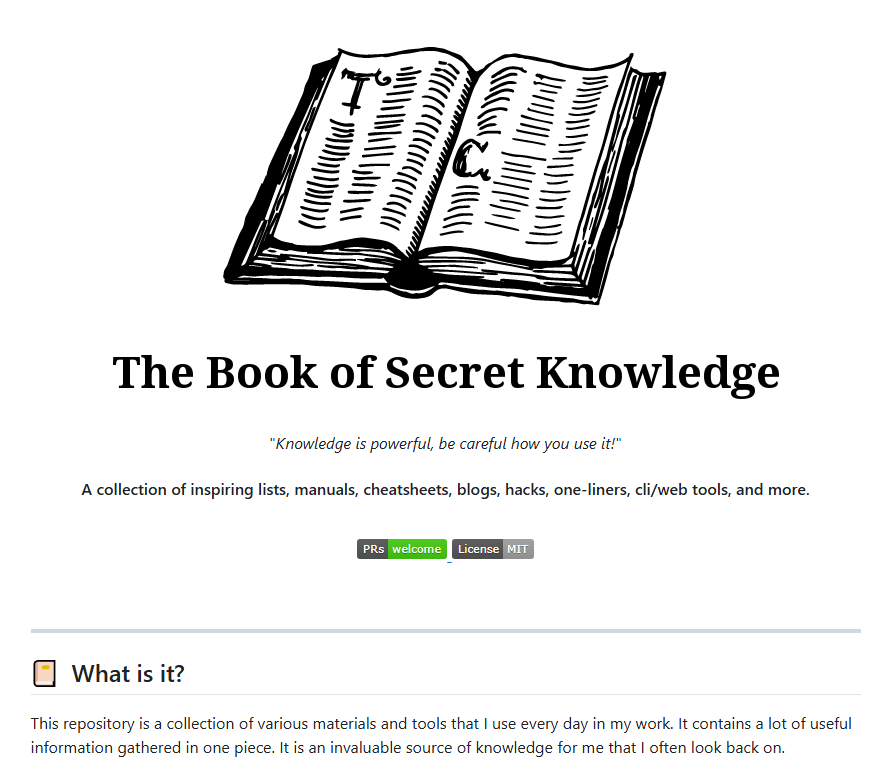 T
C
The Book of Secret Knowledge
"Knowledge is powerful, be careful how you use it!"
A collection of inspiring lists, manuals, cheatsheets, blogs, hacks, one-liners, cli/web tools, and more.
PRs welcome License MIT
What is it?
This repository is a collection of various materials and tools that I use every day in my work. It contains a lot of useful
information gathered in one piece. It is an invaluable source of knowledge for me that I often look back on.